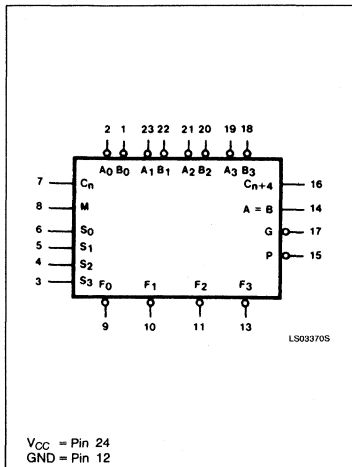 2 1 23 22 21 20 19 18
A0 B0 A1 B1 A2 B2 A3 B3
7 Cn Cn+4 16
8 M A = B 14
6 S0 G 17
5 S1
4 S2 P 15
3 S3
F0 F1 F2 F3
9 10 11 13
LS03370S
VCC = Pin 24
GND = Pin 12